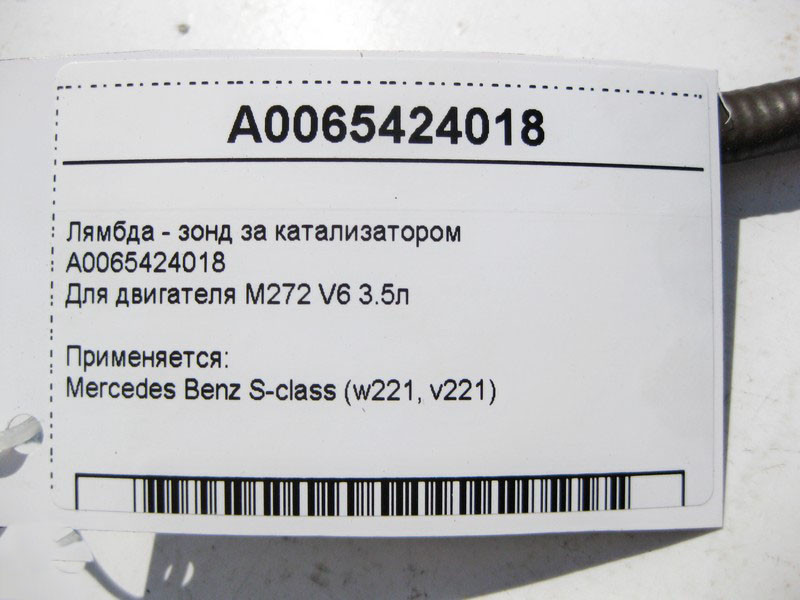 A0065424018
Лямбда - зонд за катализатором
A0065424018
Для двигателя M272 V6 3.5л
Применяется:
Mercedes Benz S-class (w221, v221)